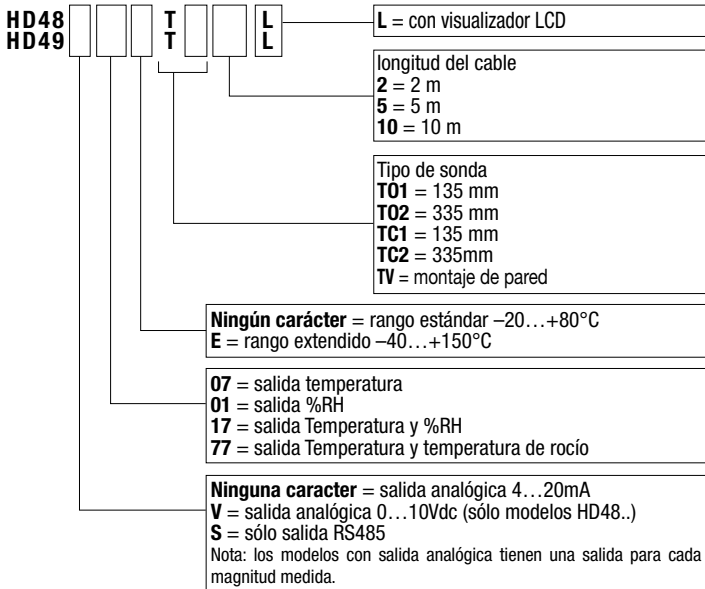 HD48 T L
HD49 T L
L = con visualizador LCD
longitud del cable
2 = 2 m
5 = 5 m
10 = 10 m
Tipo de sonda
TO1 = 135 mm
TO2 = 335 mm
TC1 = 135 mm
TC2 = 335mm
TV = montaje de pared
Ningún carácter = rango estándar –20…+80°C
E = rango extendido –40…+150°C
07 = salida temperatura
01 = salida %RH
17 = salida Temperatura y %RH
77 = salida Temperatura y temperatura de rocío
Ninguna caracter = salida analógica 4…20mA
V = salida analógica 0…10Vdc (sólo modelos HD48..)
S = sólo salida RS485
Nota: los modelos con salida analógica tienen una salida para cada
magnitud medida.